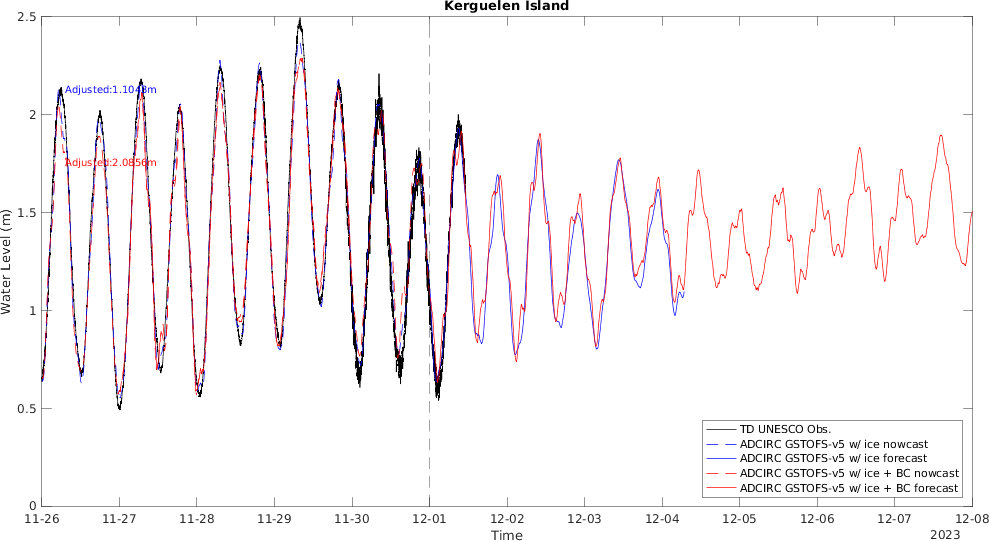 Kerguelen Island
2.5
2
1.5
1
0.5
0
Water Level (m)
Adjusted:1.1043m
Adjusted:2.0856m
TD UNESCO Obs.
ADCIRC GSTOFS-v5 w/ ice nowcast
ADCIRC GSTOFS-v5 w/ ice forecast
ADCIRC GSTOFS-v5 w/ ice + BC nowcast
ADCIRC GSTOFS-v5 w/ ice + BC forecast
11-26 11-27 11-28 11-29 11-30 12-01 12-02 12-03 12-04 12-05 12-06 12-07 12-08
Time
2023